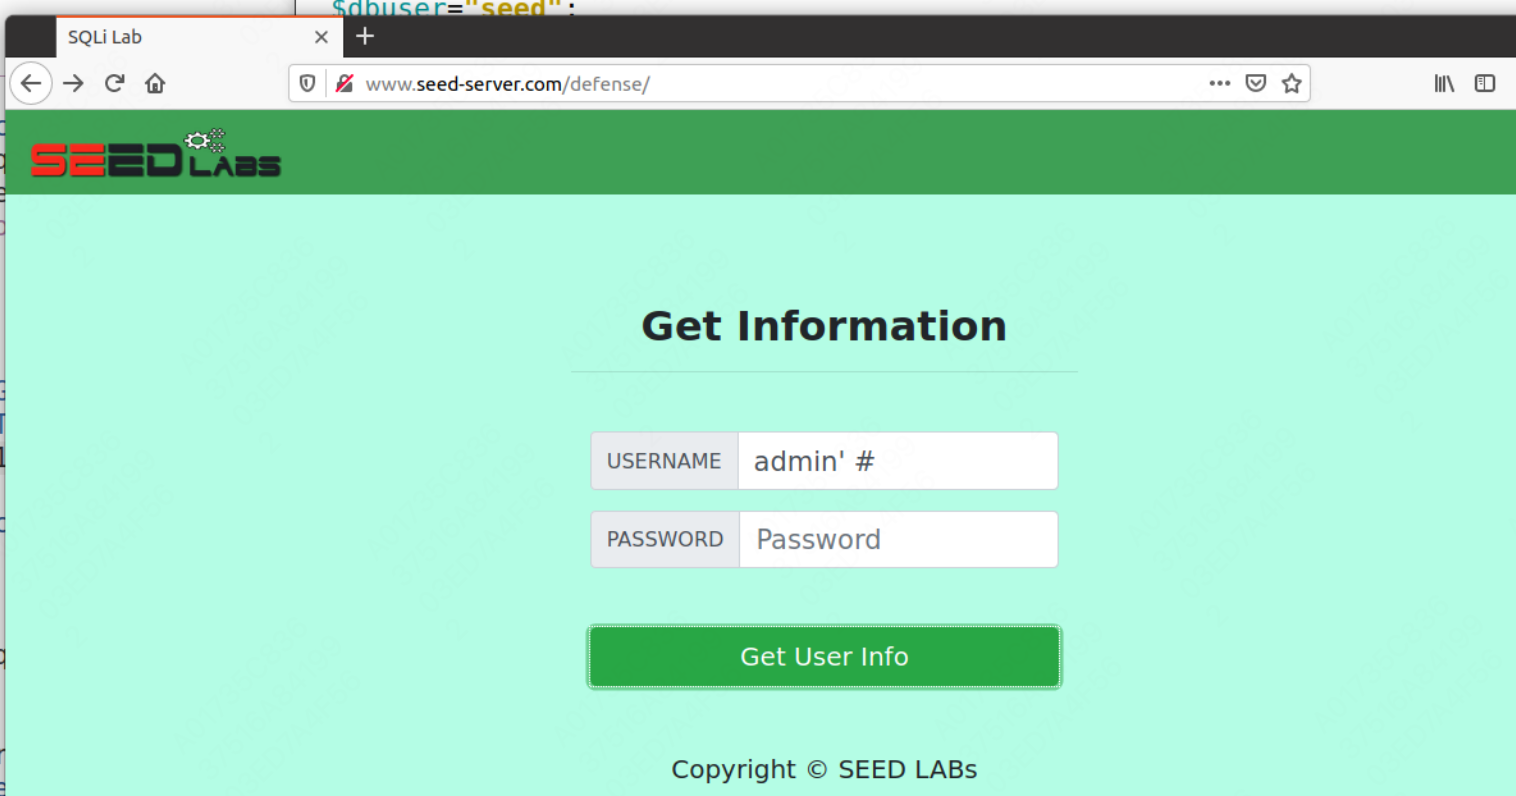 $dbuser="seed";
SQLi Lab
www.seed-server.com/defense/
SEED LABS
Get Information
USERNAME admin' #
PASSWORD Password
Get User Info
Copyright © SEED LABs